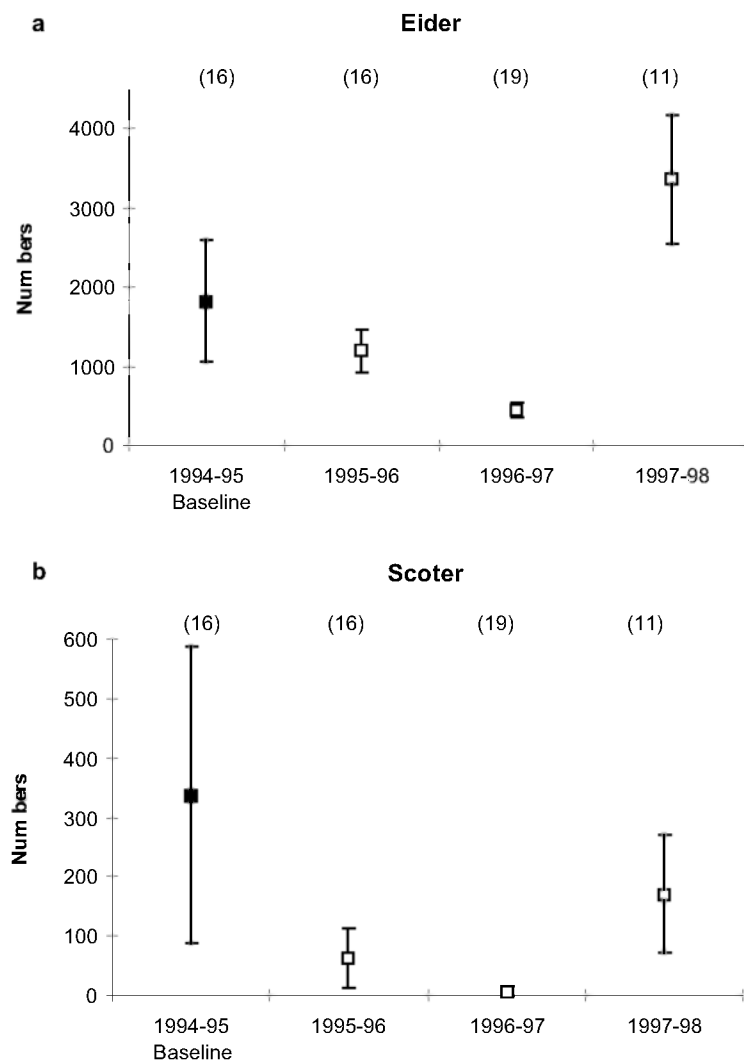 a
Eider
(16) (16) (19) (11)
4000
3000
2000
1000
0
Num bers
1994-95 1995-96 1996-97 1997-98
Baseline
b
Scoter
(16) (16) (19) (11)
600
500
400
300
200
100
0
Num bers
1994-95 1995-96 1996-97 1997-98
Baseline